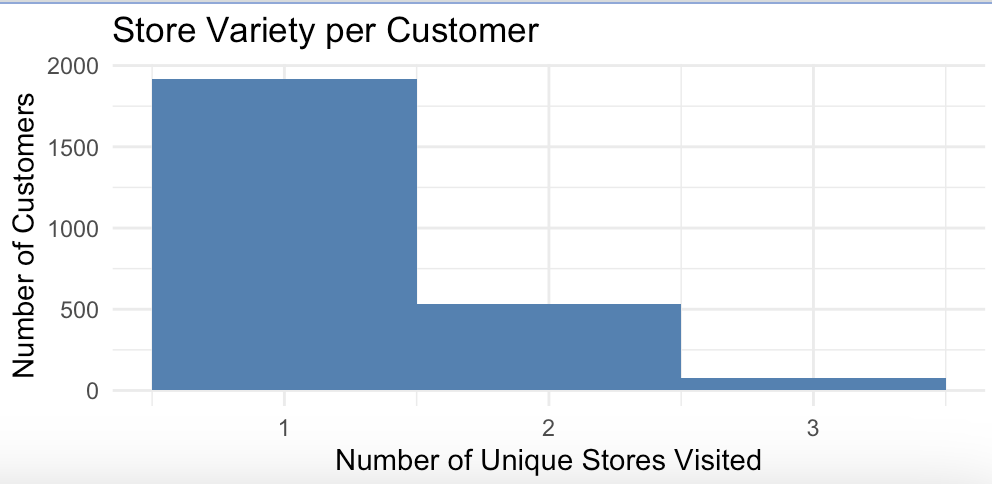 Store Variety per Customer
Number of Customers
2000
1500
1000
500
0
1 2 3
Number of Unique Stores Visited